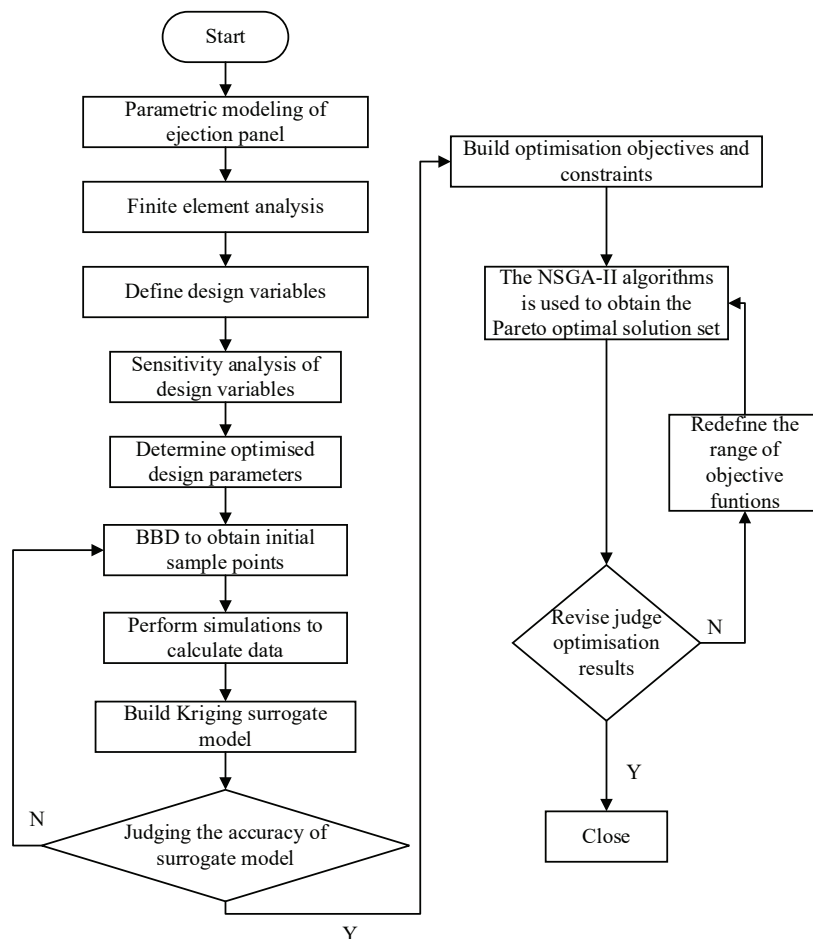 Start
Parametric modeling of
ejection panel
Finite element analysis
Define design variables
Sensitivity analysis of
design variables
Determine optimised
design parameters
BBD to obtain initial
sample points
Perform simulations to
calculate data
Build Kriging surrogate
model
N
Judging the accuracy of
surrogate model
Y
Build optimisation objectives and
constraints
The NSGA-II algorithms
is used to obtain the
Pareto optimal solution set
Redefine the
range of
objective
funtions
Revise judge
optimisation
results
N
Y
Close